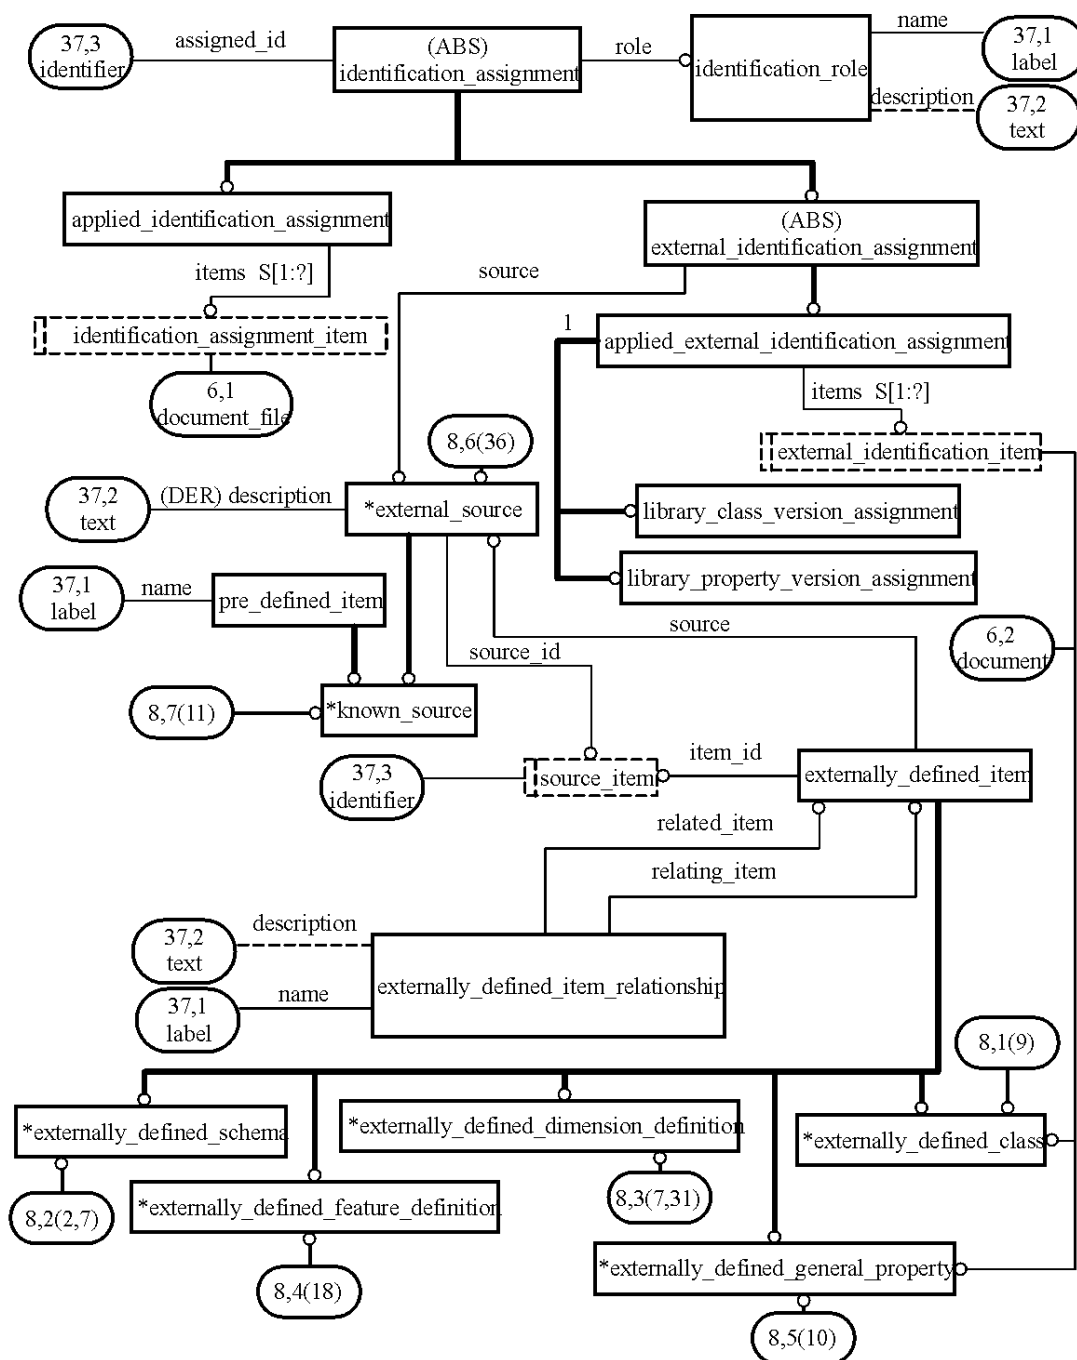 37,3
identifier
assigned_id
(ABS)
identification_assignment
role
identification_role
name
37,1
label
description
37,2
text
applied_identification_assignment
(ABS)
external_identification_assignment
items S[1:?]
source
identification_assignment_item
1
applied_external_identification_assignment
6,1
document_file
items S[1:?]
8,6(36)
external_identification_item
37,2
text
(DER) description
*external_source
library_class_version_assignment
library_property_version_assignment
37,1
label
name
pre_defined_item
source
6,2
document
source_id
8,7(11)
*known_source
37,3
identifier
source_item
item_id
externally_defined_item
related_item
relating_item
description
37,2
text
externally_defined_item_relationship
name
37,1
label
8,1(9)
*externally_defined_schema
*externally_defined_dimension_definition
*externally_defined_class
8,2(2,7)
*externally_defined_feature_definition
8,3(7,31)
8,4(18)
*externally_defined_general_property
8,5(10)